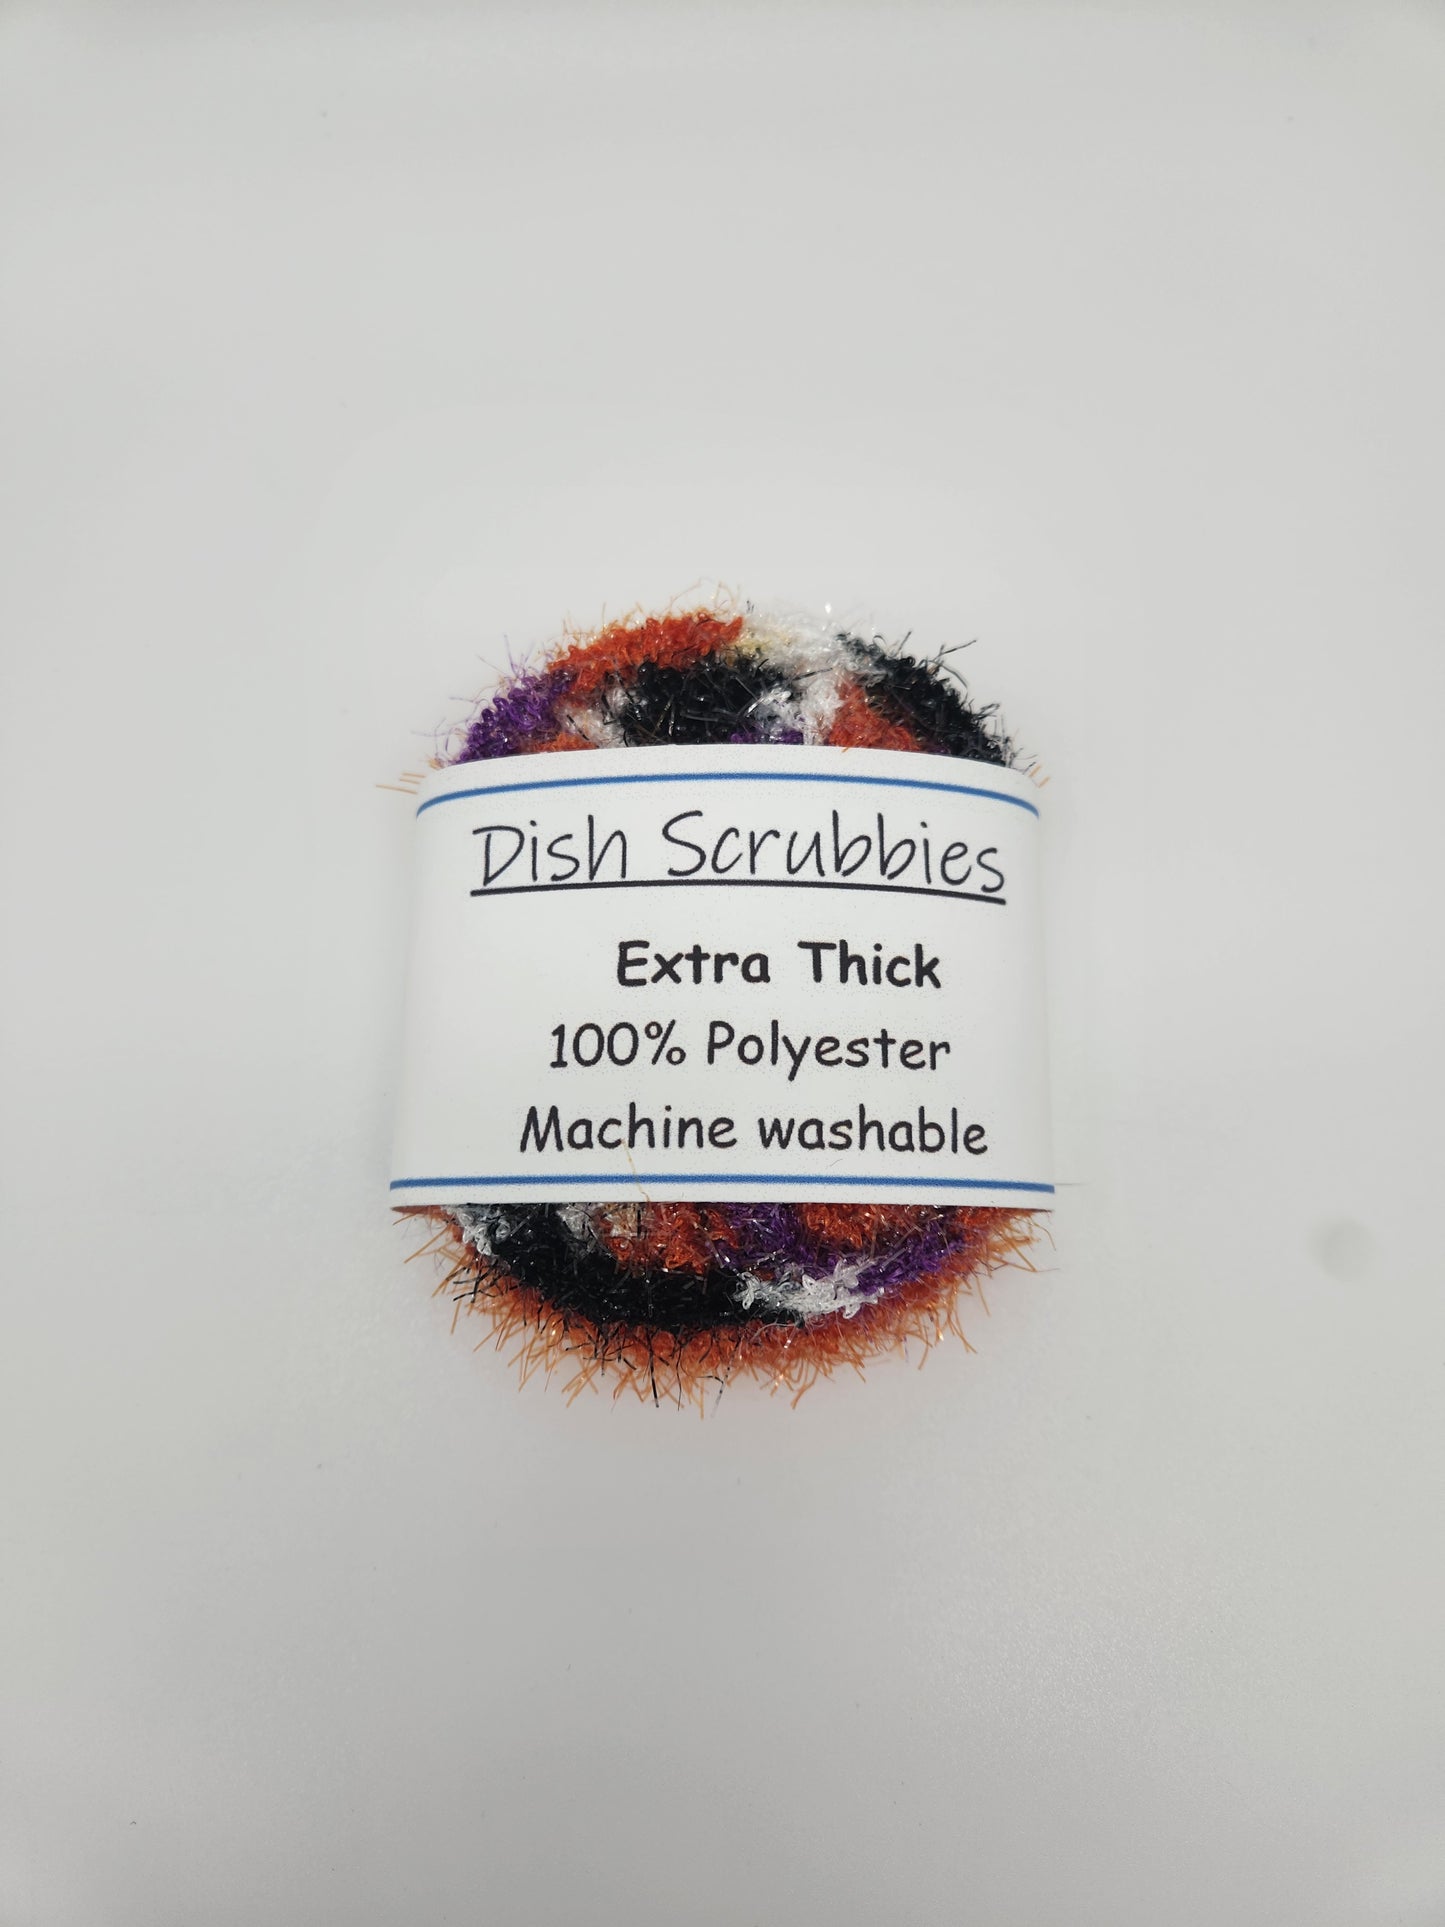 Dish Scrubbies
Extra Thick
100% Polyester
Machine washable